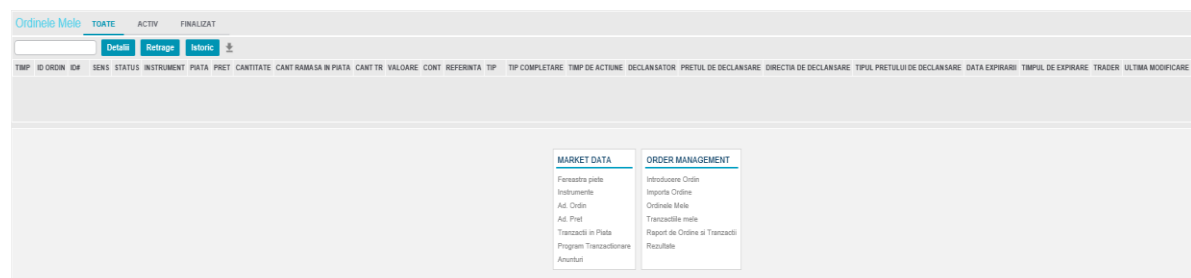 Ordinele Mele TOATE ACTIV FINALIZAT
Detalii Retrage Istoric
TIMP ID ORDIN ID# SENS STATUS INSTRUMENT PIATA PRET CANTITATE CANT RAMASA IN PIATA CANT TR VALOARE CONT REFERINTA TIP TIP COMPLETARE TIMP DE ACTIUNE DECLANSATOR PRETUL DE DECLANSARE DIRECTIA DE DECLANSARE TIPUL PRETULUI DE DECLANSARE DATA EXPIRARII TIMPUL DE EXPIRARE TRADER ULTIMA MODIFICARE
MARKET DATA
Fereastra piete
Instrumente
Ad. Ordin
Ad. Pret
Tranzactii in Piata
Program Tranzactionare
Anunturi
ORDER MANAGEMENT
Introducere Ordin
Importa Ordine
Ordinele Mele
Tranzactiile mele
Raport de Ordine si Tranzactii
Rezultate